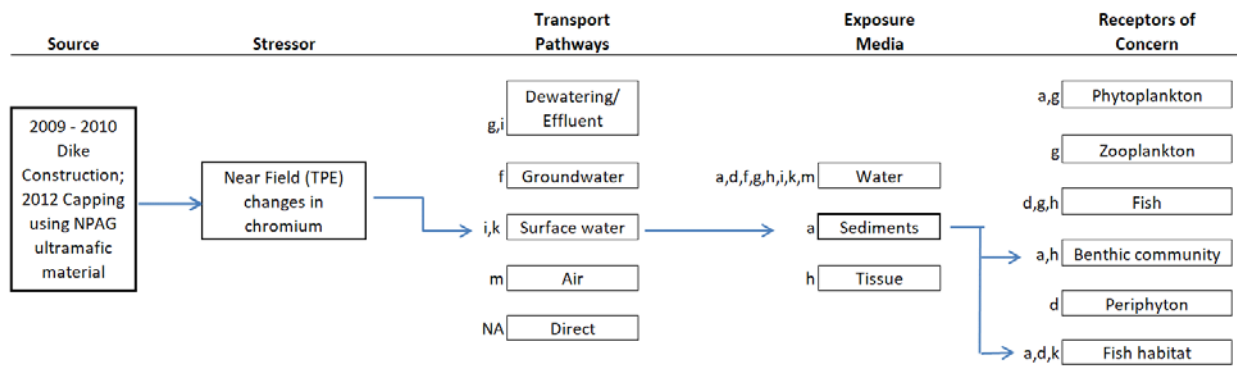 Source
Stressor
Transport
Pathways
Exposure
Media
Receptors of
Concern
2009 - 2010
Dike
Construction;
2012 Capping
using NPAG
ultramafic
material
Near Field (TPE)
changes in
chromium
g,i
Dewatering/
Effluent
f Groundwater
i,k Surface water
m Air
NA Direct
a,d,f,g,h,i,k,m Water
a Sediments
h Tissue
a,g Phytoplankton
g Zooplankton
d,g,h Fish
a,h Benthic community
d Periphyton
a,d,k Fish habitat